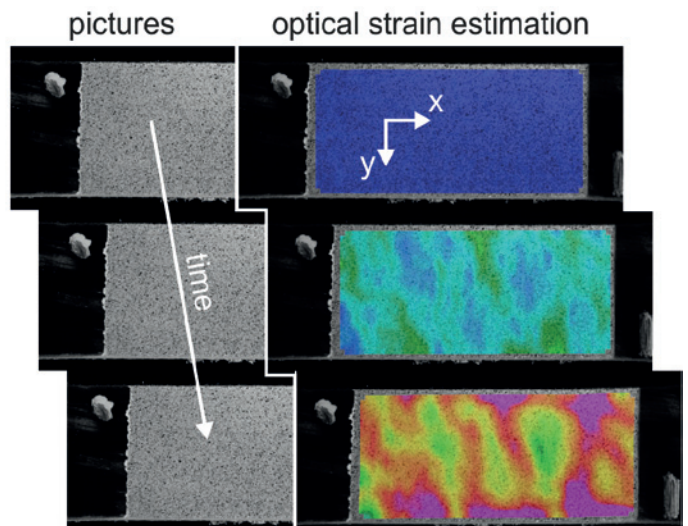 pictures
optical strain estimation
x
y
time